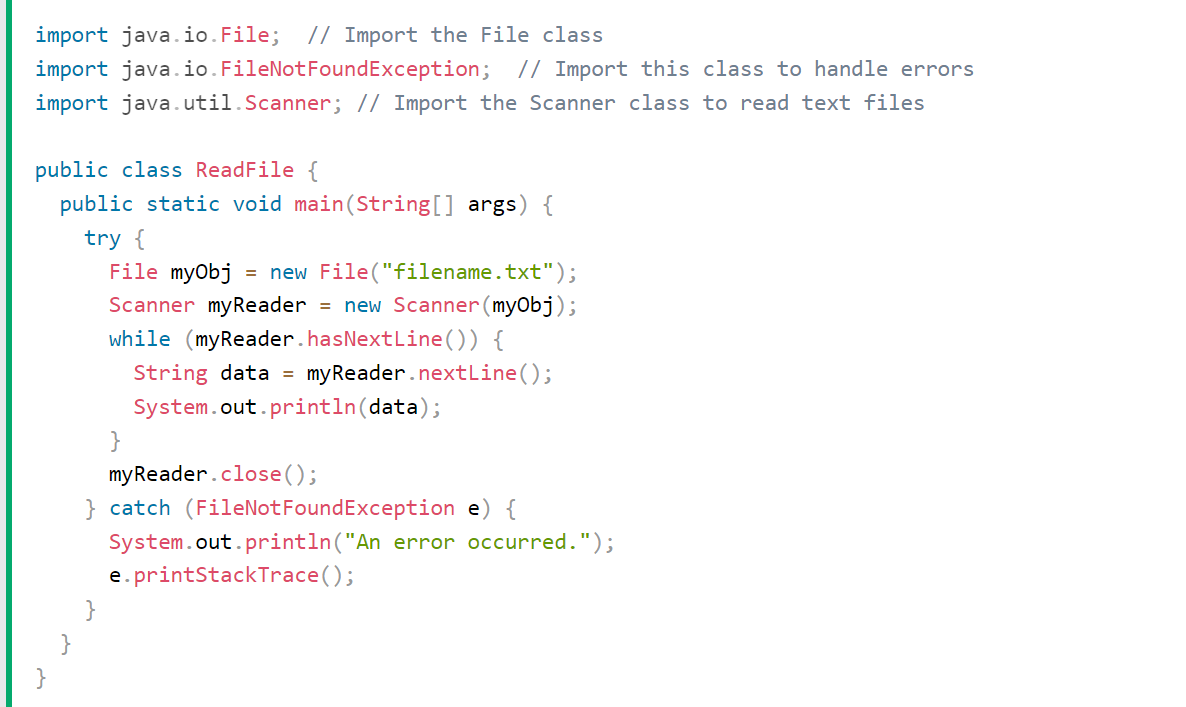 import java.io.File;  // Import the File class
import java.io.FileNotFoundException;  // Import this class to handle errors
import java.util.Scanner; // Import the Scanner class to read text files

public class ReadFile {
  public static void main(String[] args) {
    try {
      File myObj = new File("filename.txt");
      Scanner myReader = new Scanner(myObj);
      while (myReader.hasNextLine()) {
        String data = myReader.nextLine();
        System.out.println(data);
      }
      myReader.close();
    } catch (FileNotFoundException e) {
      System.out.println("An error occurred.");
      e.printStackTrace();
    }
  }
}